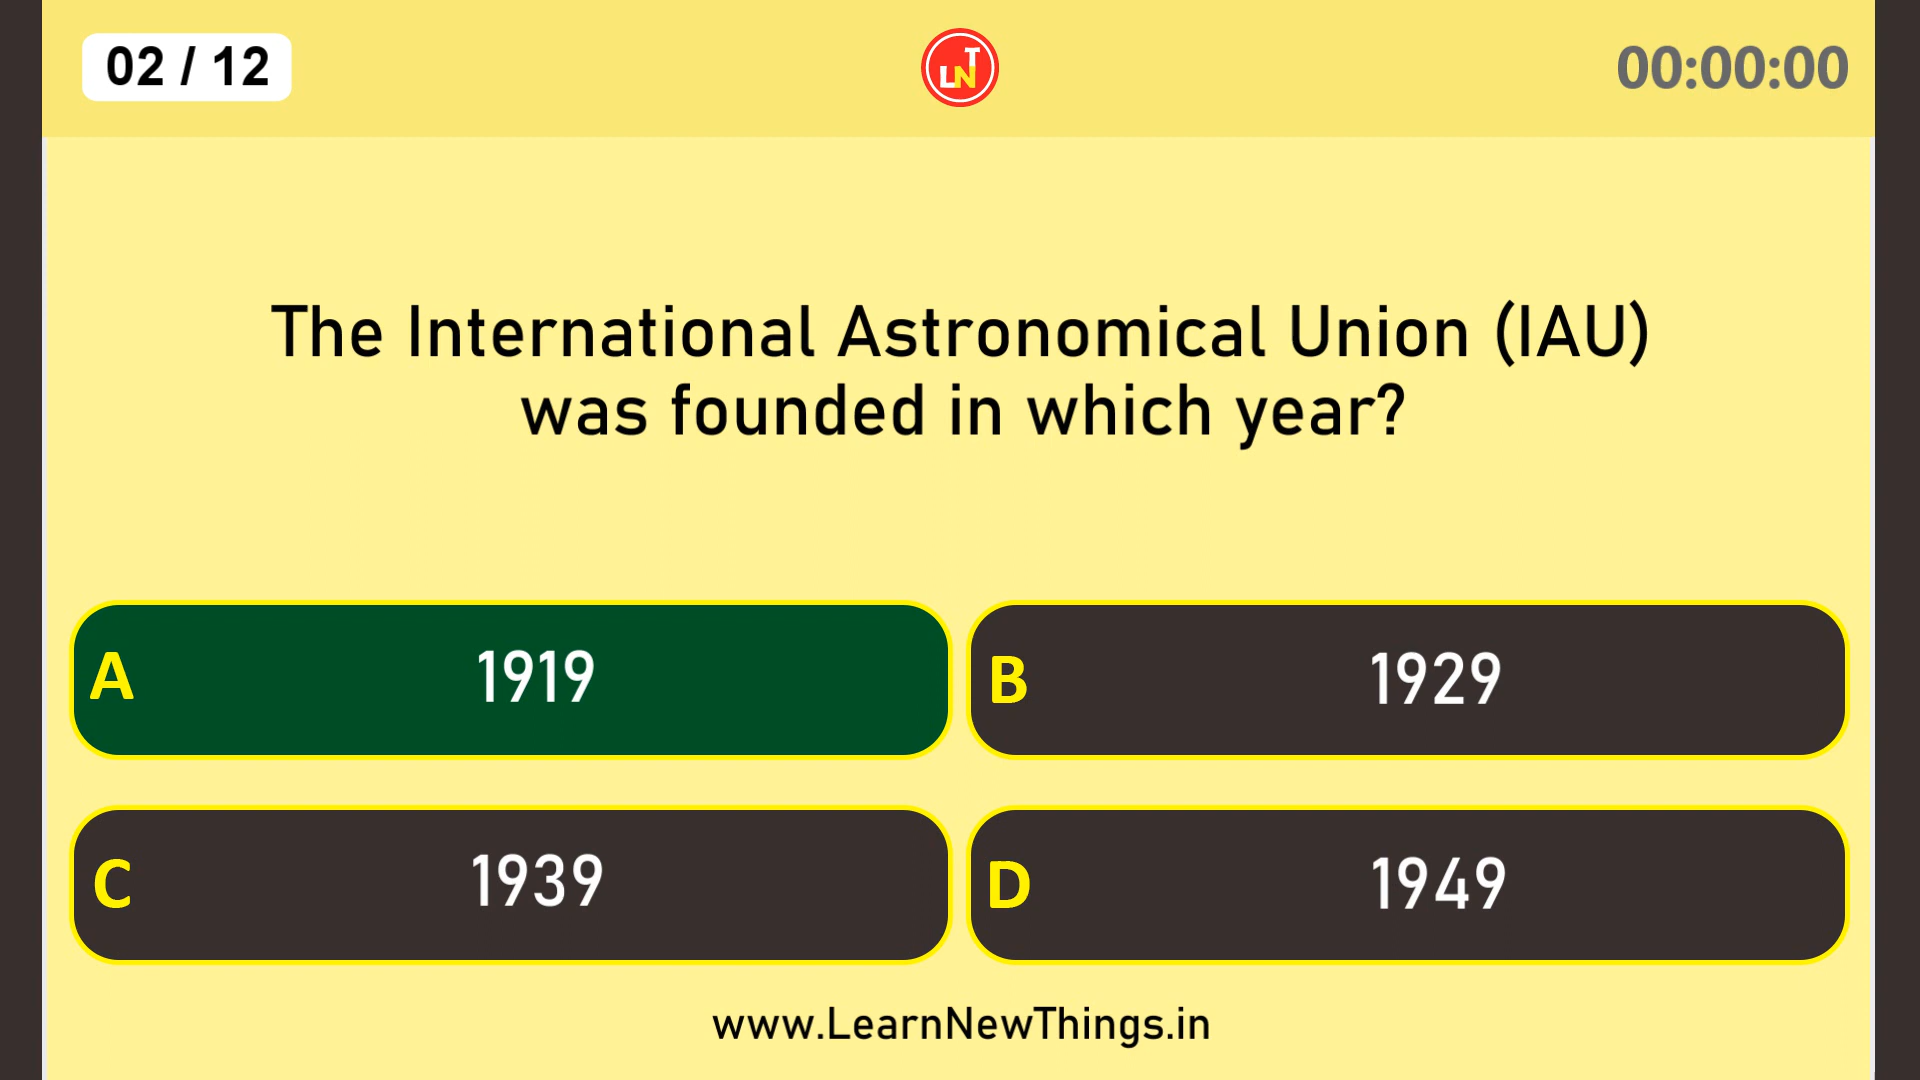 02 / 12
LNT
00:00:00
The International Astronomical Union (IAU)
was founded in which year?
A 1919
B 1929
C 1939
D 1949
www.LearnNewThings.in